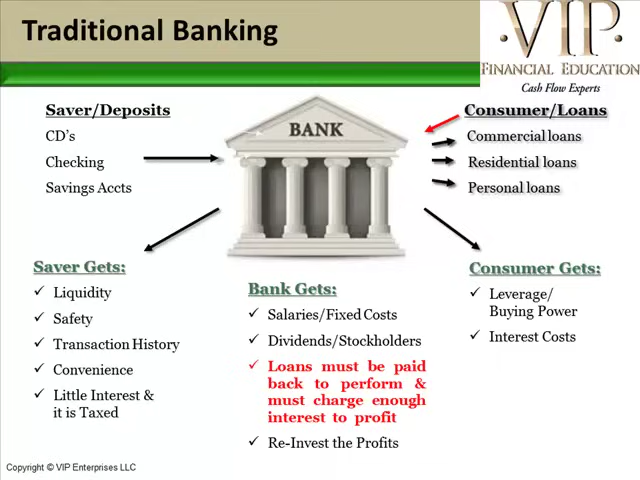 Traditional Banking
·VIP·
FINANCIAL EDUCATION
Cash Flow Experts
Saver/Deposits
CD's
Checking
Savings Accts
BANK
Consumer/Loans
Commercial loans
Residential loans
Personal loans
Saver Gets:
✓ Liquidity
✓ Safety
✓ Transaction History
✓ Convenience
✓ Little Interest &
it is Taxed
Bank Gets:
✓ Salaries/Fixed Costs
✓ Dividends/Stockholders
✓ Loans must be paid
back to perform &
must charge enough
interest to profit
✓ Re-Invest the Profits
Consumer Gets:
✓ Leverage/
Buying Power
✓ Interest Costs
Copyright © VIP Enterprises LLC